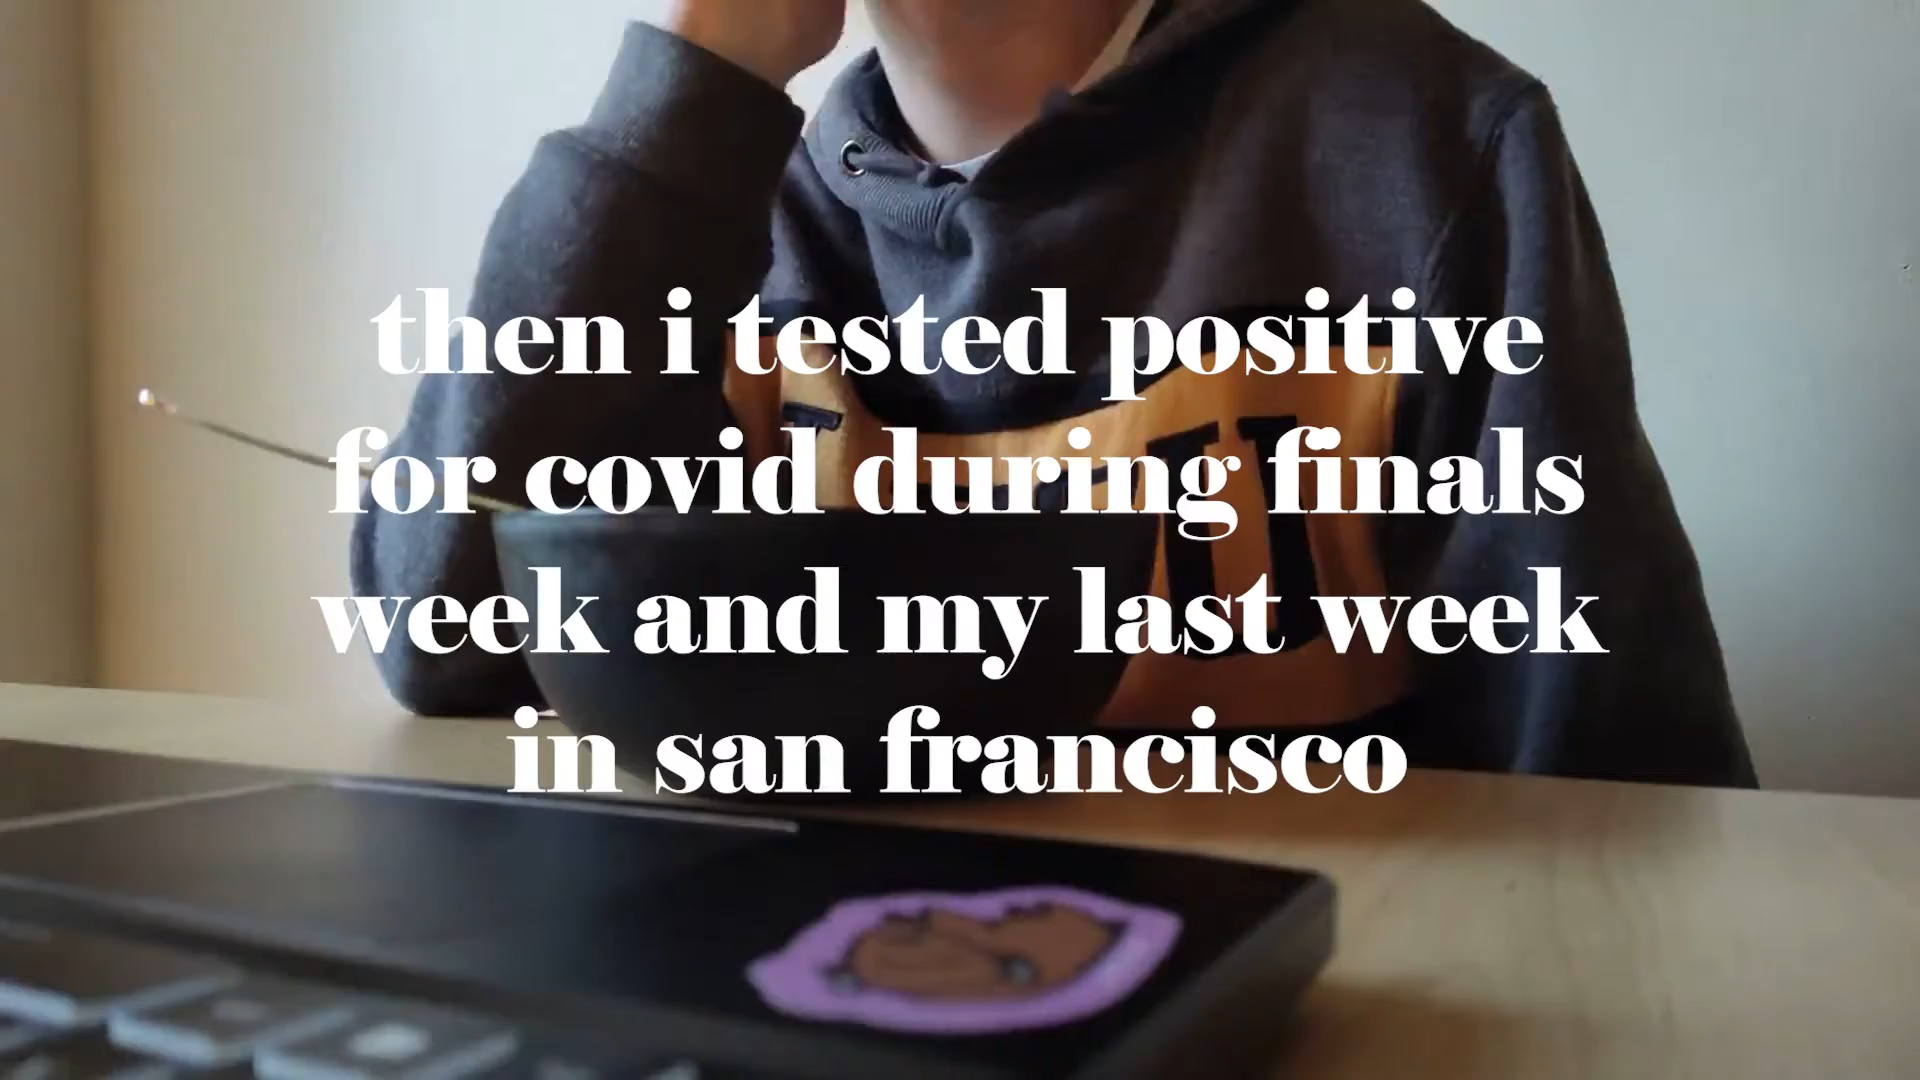 then i tested positive
for covid during finals
week and my last week
in san francisco